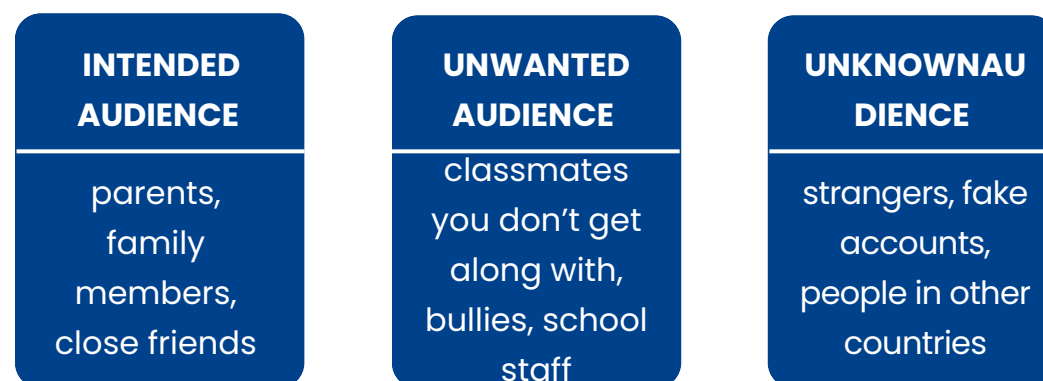 INTENDED
AUDIENCE
parents,
family
members,
close friends
UNWANTED
AUDIENCE
classmates
you don’t get
along with,
bullies, school
staff
UNKNOWNAU
DIENCE
strangers, fake
accounts,
people in other
countries